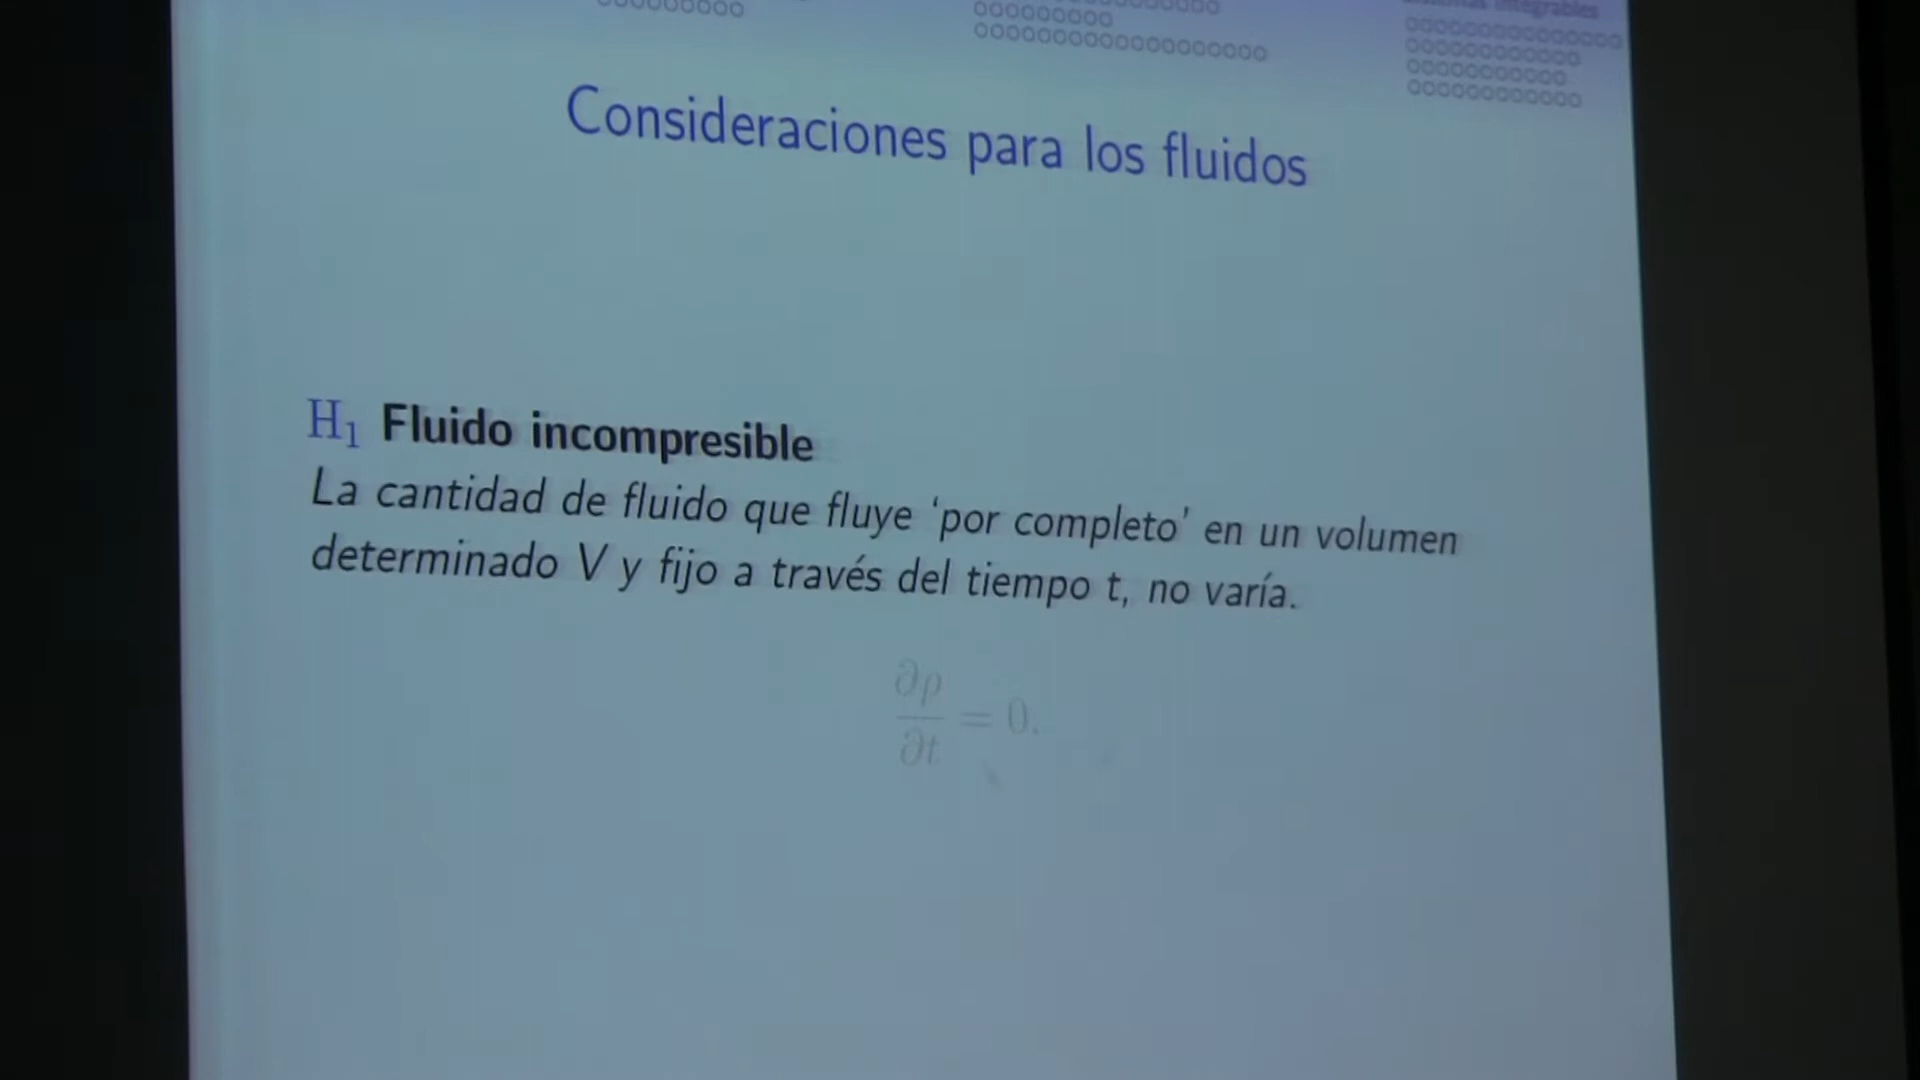 Integrables
Consideraciones para los fluidos
H₁ Fluido incompresible
La cantidad de fluido que fluye ‘por completo’ en un volumen
determinado V y fijo a través del tiempo t, no varía.
∂ρ
∂t
= 0.